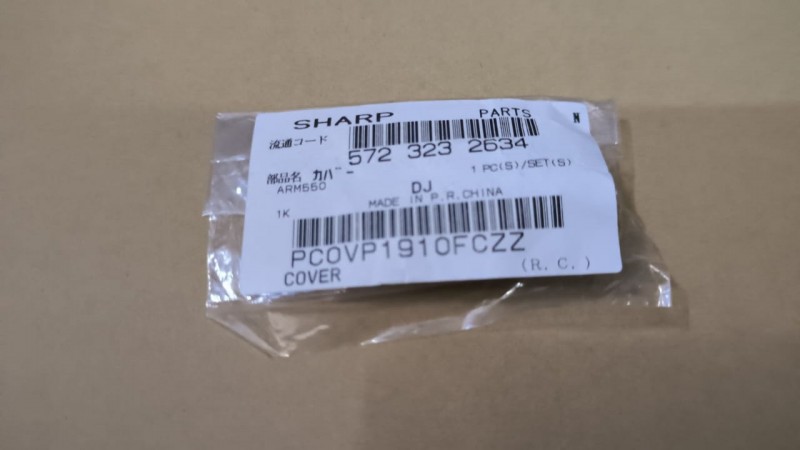 SHARP PARTS N
流通コード 572 323 2634
部品名 カバー 1 PC(S)/SET(S)
ARM550 DJ
1K MADE IN P.R.CHINA
PCOVP1910FCZZ
COVER (R.C.)